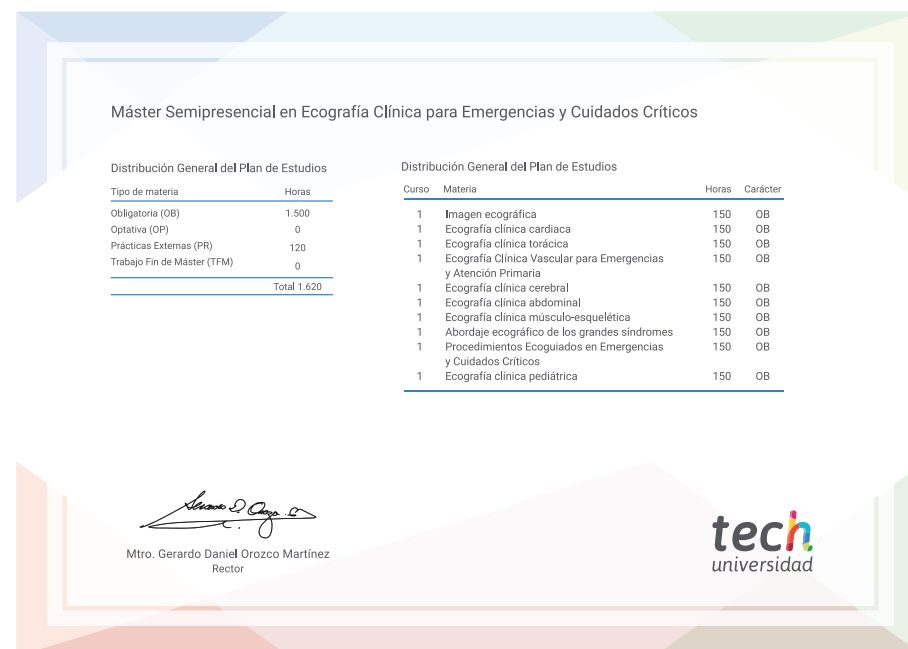 Máster Semipresencial en Ecografía Clínica para Emergencias y Cuidados Críticos
Distribución General del Plan de Estudios
Tipo de materia Horas
Obligatoria (OB) 1.500
Optativa (OP) 0
Prácticas Externas (PR) 120
Trabajo Fin de Máster (TFM) 0
Total 1.620
Distribución General del Plan de Estudios
Curso Materia Horas Carácter
1 Imagen ecográfica 150 OB
1 Ecografía clínica cardiaca 150 OB
1 Ecografía clínica torácica 150 OB
1 Ecografía Clínica Vascular para Emergencias 150 OB
y Atención Primaria
1 Ecografía clínica cerebral 150 OB
1 Ecografía clínica abdominal 150 OB
1 Ecografía clínica músculo-esquelética 150 OB
1 Abordaje ecográfico de los grandes síndromes 150 OB
1 Procedimientos Ecoguiados en Emergencias 150 OB
y Cuidados Críticos
1 Ecografía clínica pediátrica 150 OB
Mtro. Gerardo Daniel Orozco Martínez
Rector
tech
universidad